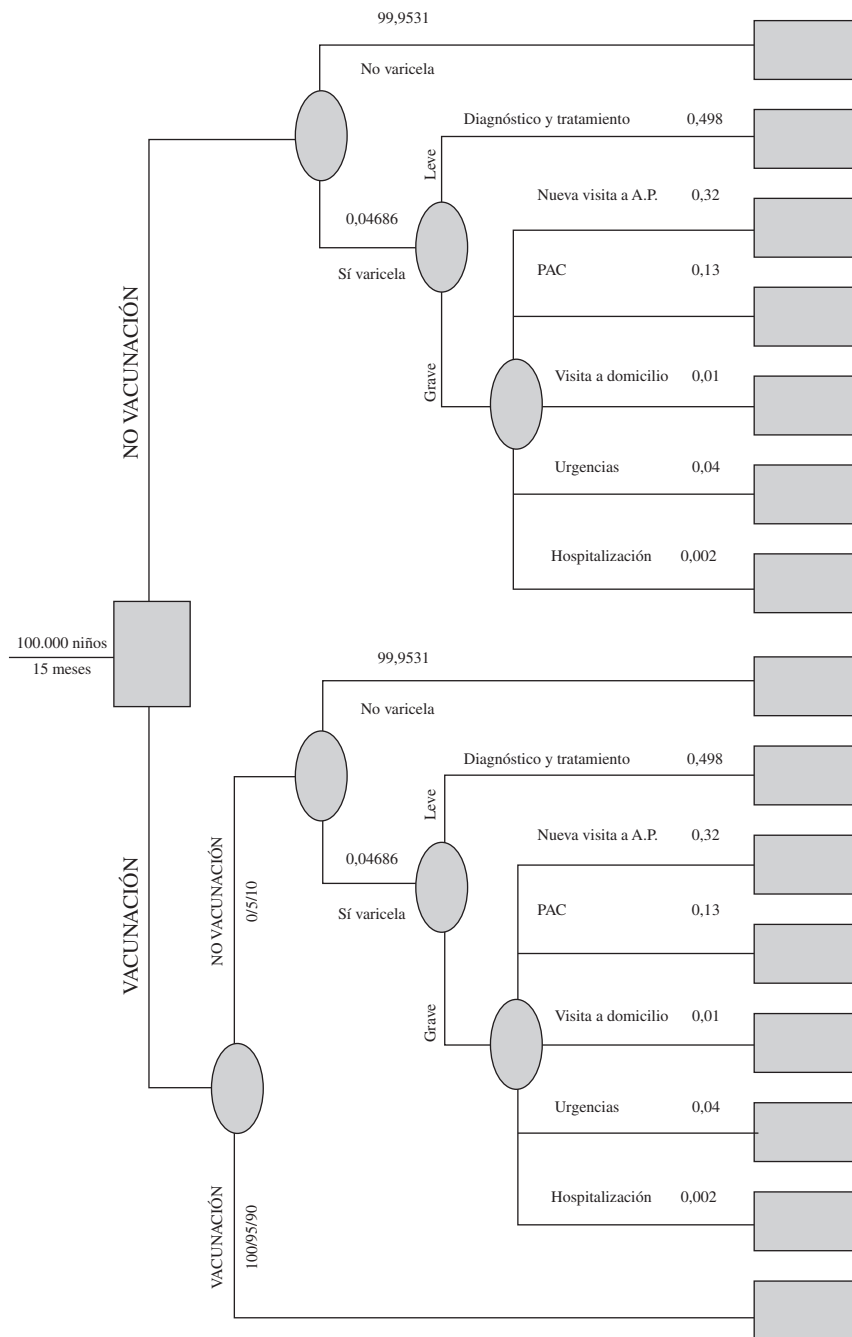 99,9531
No varicela
Diagnóstico y tratamiento 0,498
Leve
Nueva visita a A.P. 0,32
0,04686
Sí varicela
PAC 0,13
NO VACUNACIÓN
Grave
Visita a domicilio 0,01
Urgencias 0,04
Hospitalización 0,002
100.000 niños
15 meses
99,9531
No varicela
Diagnóstico y tratamiento 0,498
Leve
Nueva visita a A.P. 0,32
0,04686
Sí varicela
NO VACUNACIÓN
0/5/10
PAC 0,13
VACUNACIÓN
Grave
Visita a domicilio 0,01
Urgencias 0,04
Hospitalización 0,002
VACUNACIÓN
100/95/90